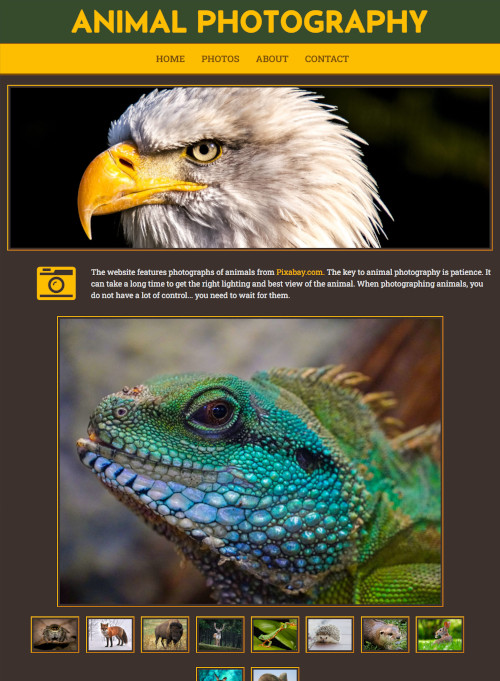 ANIMAL PHOTOGRAPHY
HOME PHOTOS ABOUT CONTACT
The website features photographs of animals from Pixabay.com. The key to animal photography is patience. It
can take a long time to get the right lighting and best view of the animal. When photographing animals, you
do not have a lot of control... you need to wait for them.